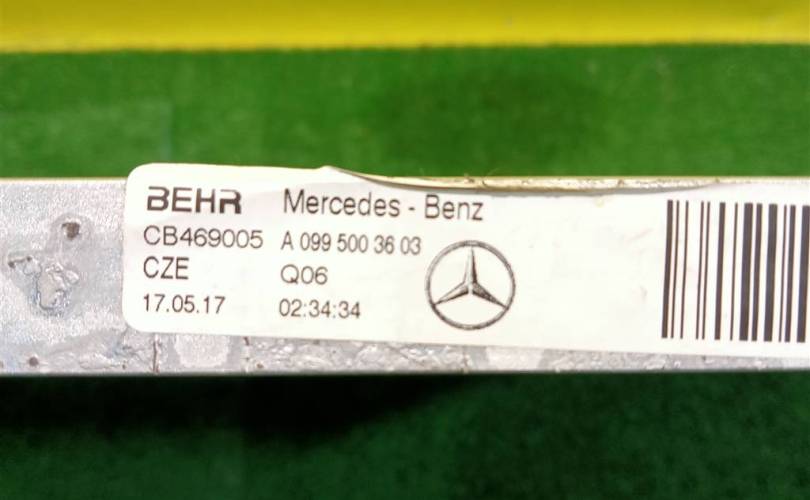 BEHR Mercedes - Benz
CB469005 A 099 500 36 03
CZE Q06
17.05.17 02:34:34